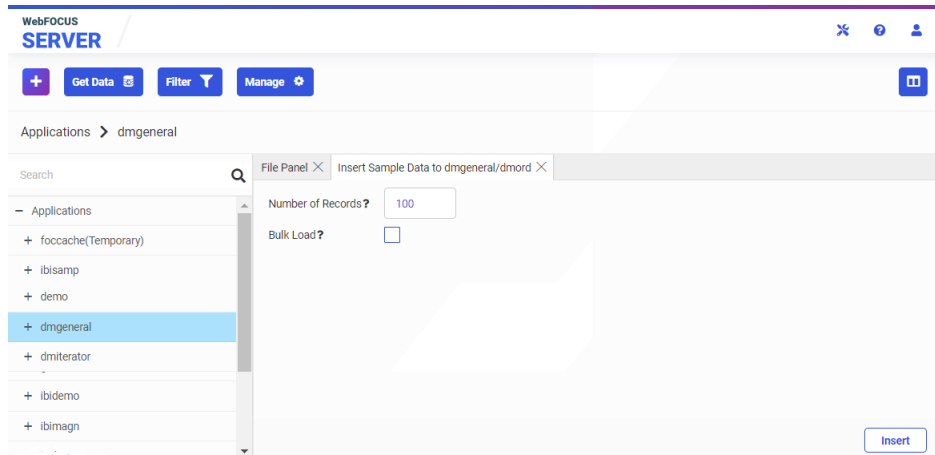 WebFOCUS
SERVER
Get Data
Filter
Manage
Applications > dmgeneral
Search
File Panel
Insert Sample Data to dmgeneral/dmord
Applications
foccache(Temporary)
ibisamp
demo
dmgeneral
dmiterator
ibidemo
ibimagn
Number of Records?
100
Bulk Load?
Insert